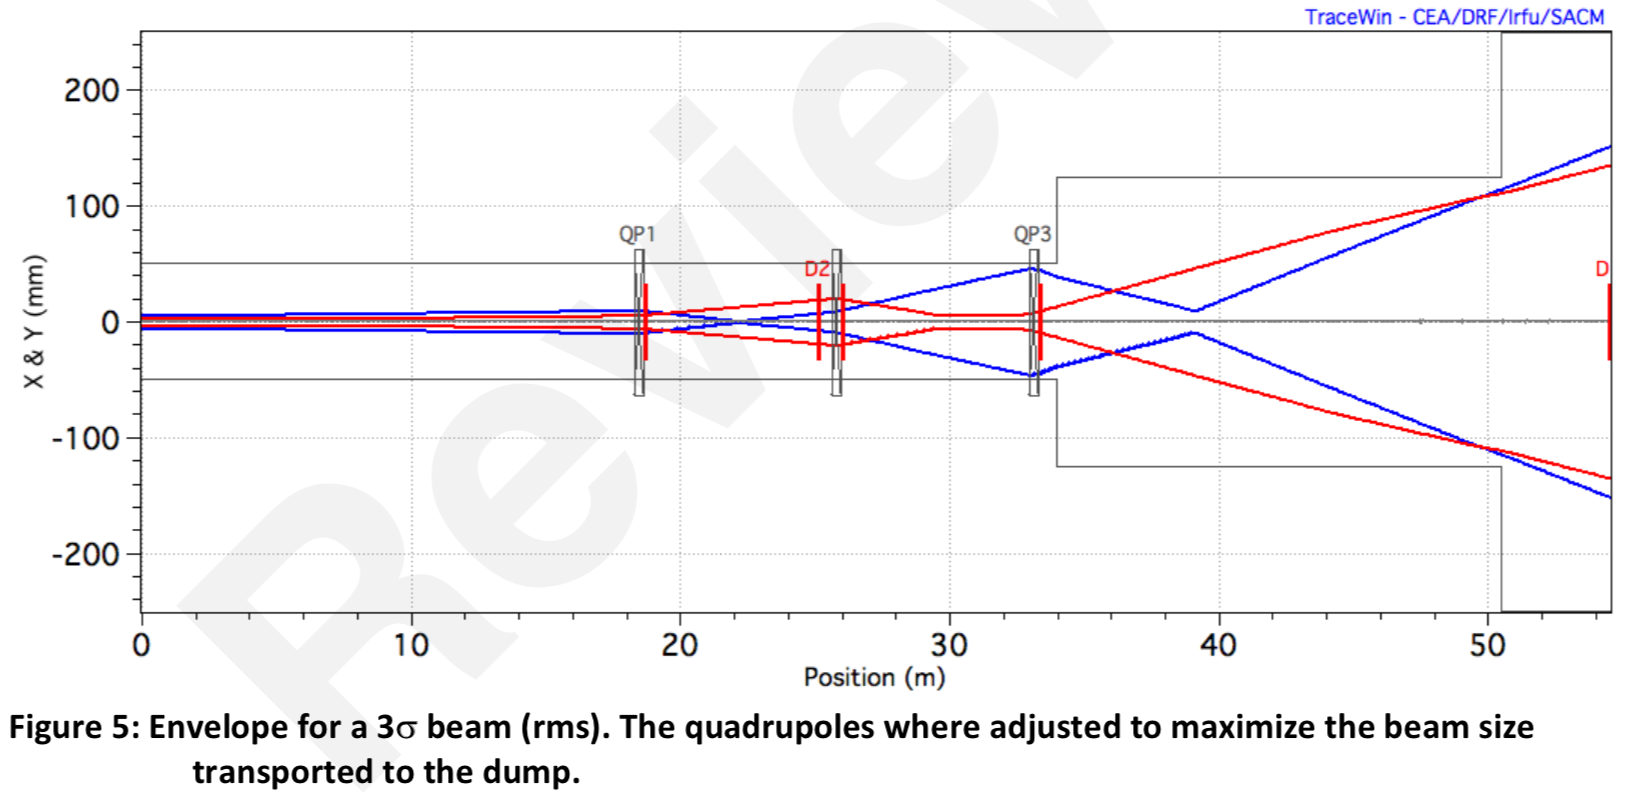 TraceWin - CEA/DRF/Irfu/SACM
200
100
0
-100
-200
X & Y (mm)
QP1
D2
QP3
D
0 10 20 30 40 50
Position (m)
Review
Figure 5: Envelope for a 3σ beam (rms). The quadrupoles where adjusted to maximize the beam size
transported to the dump.